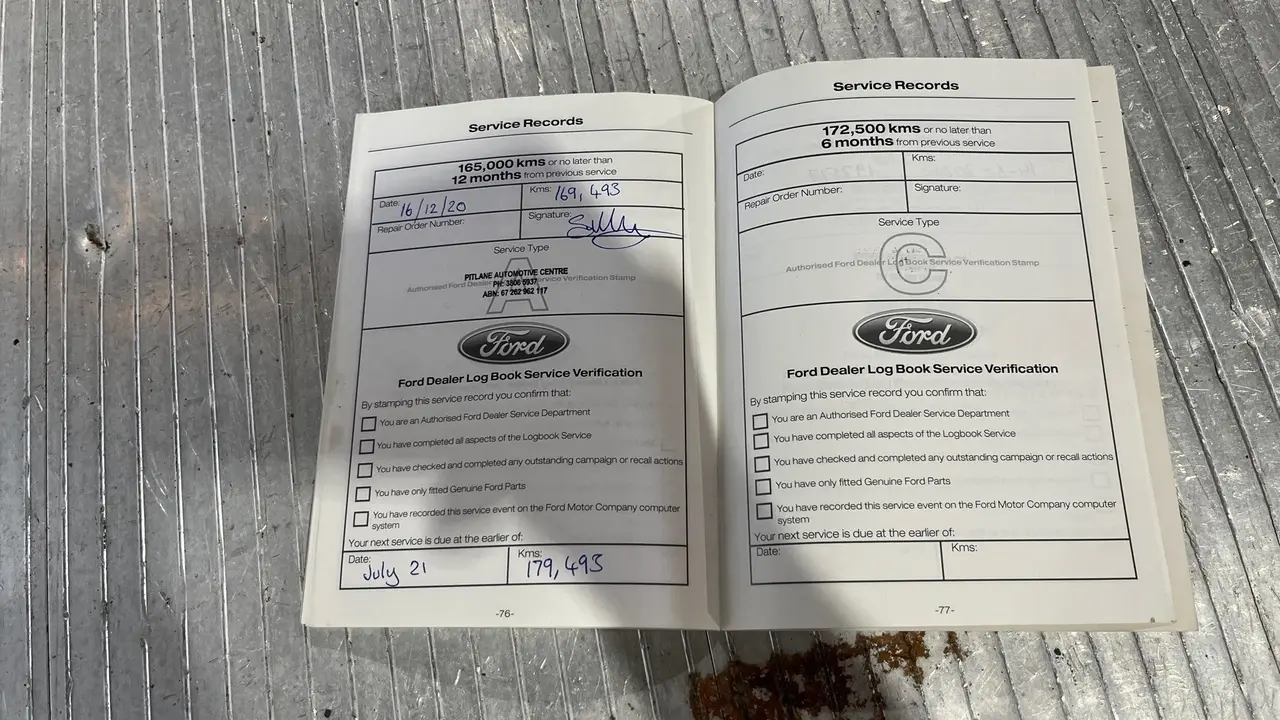 Service Records
165,000 kms or no later than
12 months from previous service
Date: 16/12/20
Kms: 169,493
Repair Order Number:
Signature:
Service Type
A
Authorised Ford Dealer Log Book Service Verification Stamp
PITLANE AUTOMOTIVE CENTRE
PH: 3806 5937
ABN: 67 262 962 117
Ford
Ford Dealer Log Book Service Verification
By stamping this service record you confirm that:
You are an Authorised Ford Dealer Service Department
You have completed all aspects of the Logbook Service
You have checked and completed any outstanding campaign or recall actions
You have only fitted Genuine Ford Parts
You have recorded this service event on the Ford Motor Company computer
system
Your next service is due at the earlier of:
Date: July 21
Kms: 179,493
-76-
Service Records
172,500 kms or no later than
6 months from previous service
Date:
Kms:
Repair Order Number:
Signature:
Service Type
C
Authorised Ford Dealer Log Book Service Verification Stamp
Ford
Ford Dealer Log Book Service Verification
By stamping this service record you confirm that:
You are an Authorised Ford Dealer Service Department
You have completed all aspects of the Logbook Service
You have checked and completed any outstanding campaign or recall actions
You have only fitted Genuine Ford Parts
You have recorded this service event on the Ford Motor Company computer
system
Your next service is due at the earlier of:
Date:
Kms:
-77-